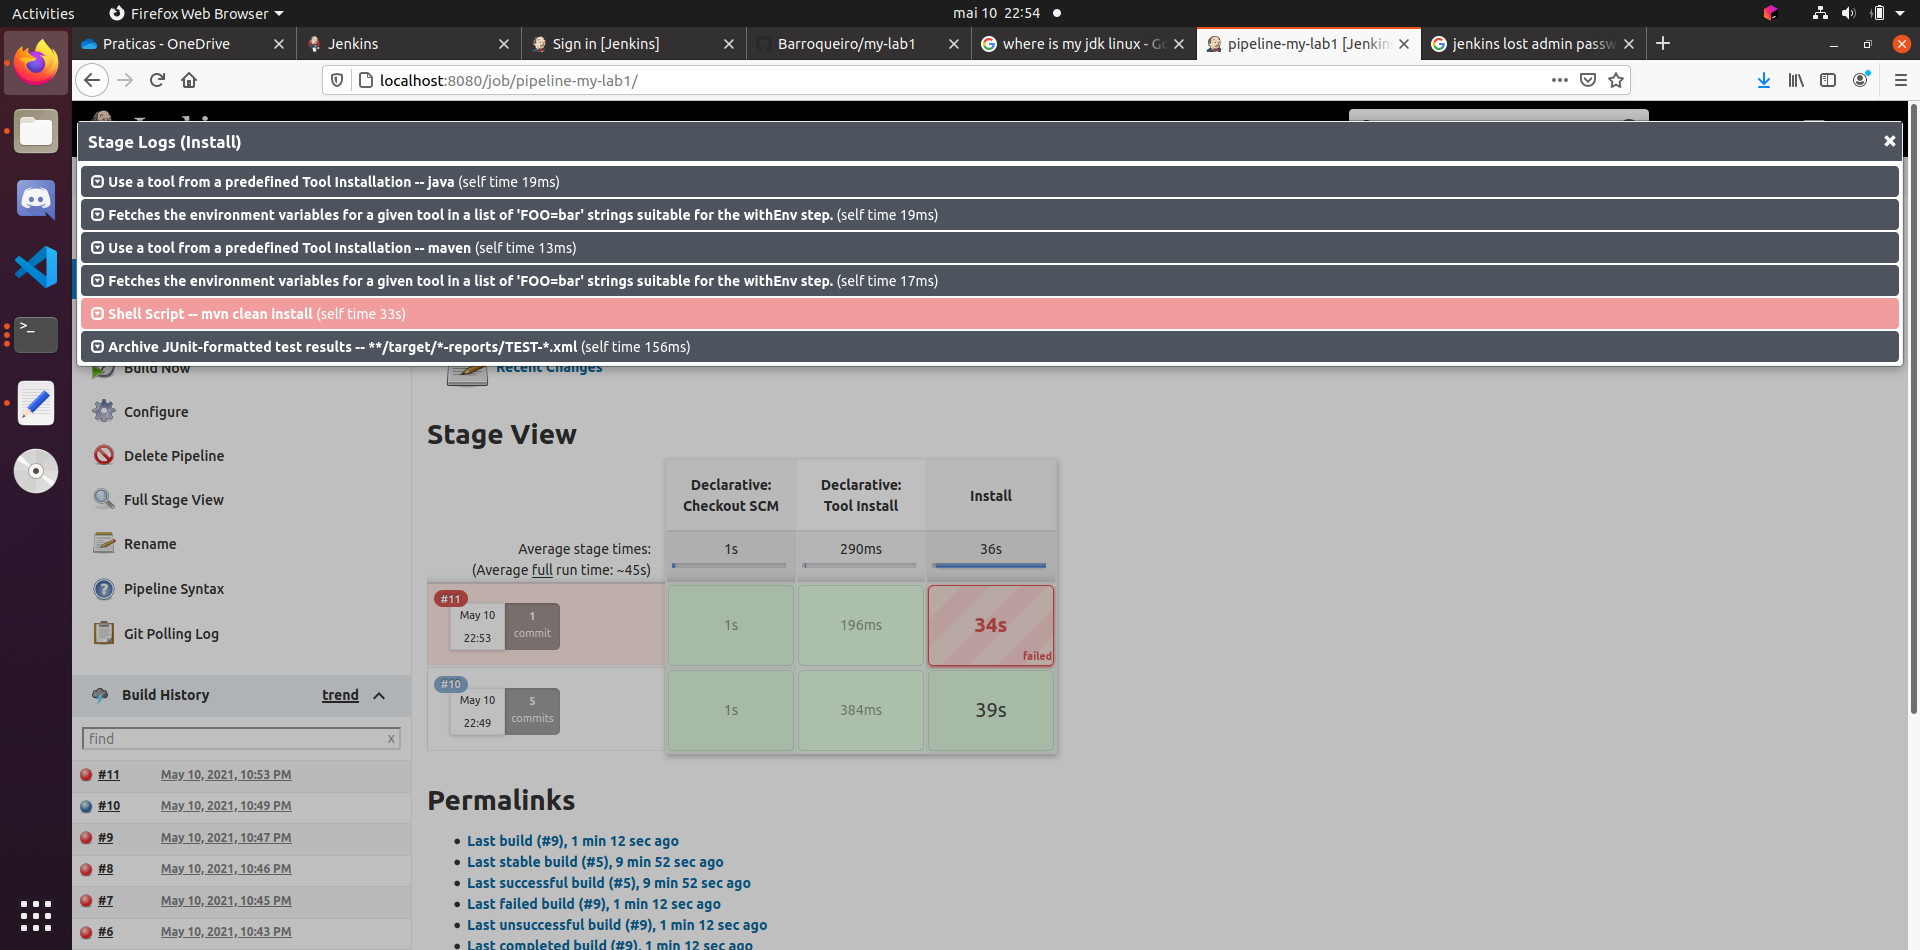 Activities
Firefox Web Browser
mai 10 22:54
Praticas - OneDrive
Jenkins
Sign in [Jenkins]
Barroqueiro/my-lab1
where is my jdk linux - Go
pipeline-my-lab1 [Jenkin
jenkins lost admin passw
localhost:8080/job/pipeline-my-lab1/
Stage Logs (Install)
Use a tool from a predefined Tool Installation -- java (self time 19ms)
Fetches the environment variables for a given tool in a list of 'FOO=bar' strings suitable for the withEnv step. (self time 19ms)
Use a tool from a predefined Tool Installation -- maven (self time 13ms)
Fetches the environment variables for a given tool in a list of 'FOO=bar' strings suitable for the withEnv step. (self time 17ms)
Shell Script -- mvn clean install (self time 33s)
Archive JUnit-formatted test results -- **/target/*-reports/TEST-*.xml (self time 156ms)
Build Now
Configure
Delete Pipeline
Full Stage View
Rename
Pipeline Syntax
Git Polling Log
Build History
trend
find
x
#11 May 10, 2021, 10:53 PM
#10 May 10, 2021, 10:49 PM
#9 May 10, 2021, 10:47 PM
#8 May 10, 2021, 10:46 PM
#7 May 10, 2021, 10:45 PM
#6 May 10, 2021, 10:43 PM
Recent Changes
Stage View
Declarative: Checkout SCM
Declarative: Tool Install
Install
Average stage times:
(Average full run time: ~45s)
1s
290ms
36s
#11
May 10
22:53
1
commit
1s
196ms
34s
failed
#10
May 10
22:49
5
commits
1s
384ms
39s
Permalinks
Last build (#9), 1 min 12 sec ago
Last stable build (#5), 9 min 52 sec ago
Last successful build (#5), 9 min 52 sec ago
Last failed build (#9), 1 min 12 sec ago
Last unsuccessful build (#9), 1 min 12 sec ago
Last completed build (#9), 1 min 12 sec ago